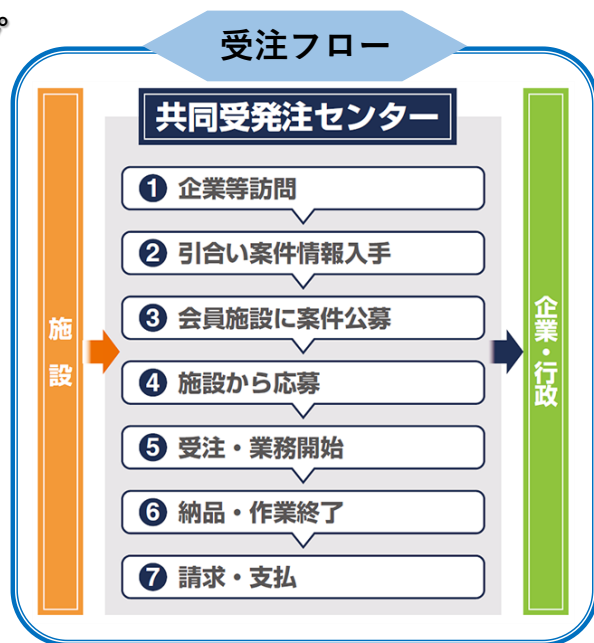 受注フロー
共同受発注センター
施設
❶ 企業等訪問
❷ 引合い案件情報入手
❸ 会員施設に案件公募
❹ 施設から応募
❺ 受注・業務開始
❻ 納品・作業終了
❼ 請求・支払
企業・行政